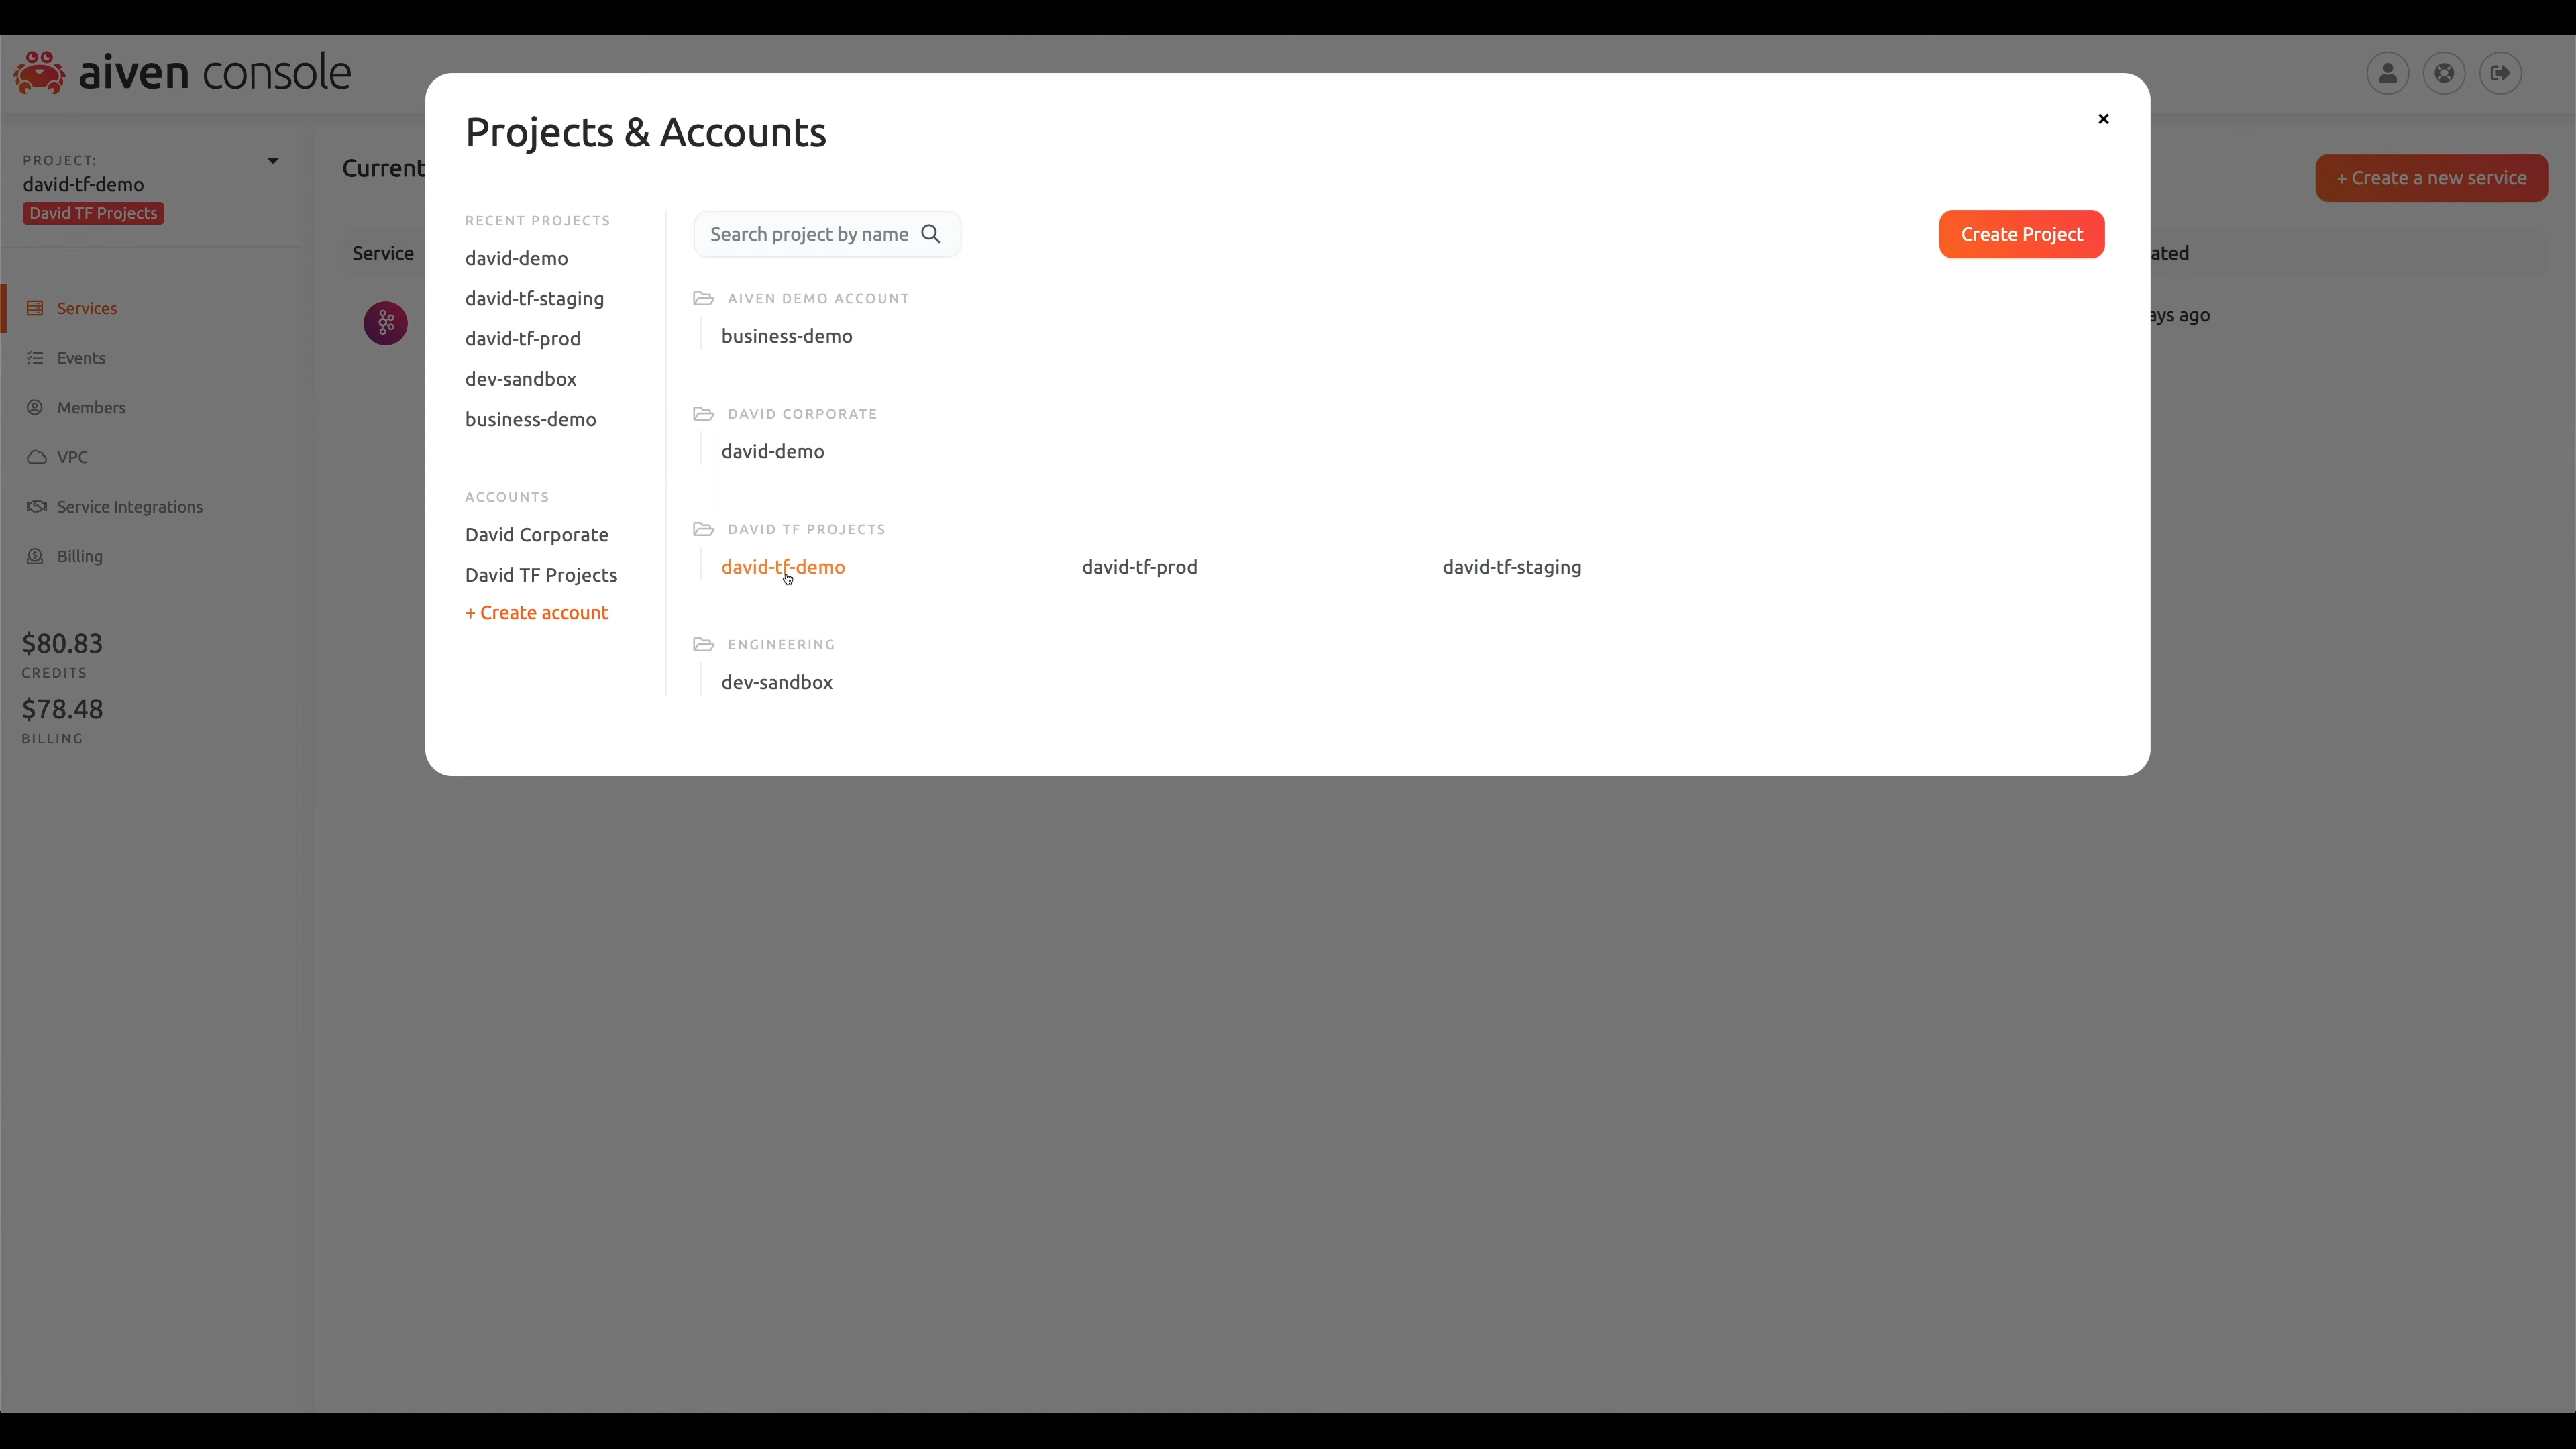 aiven console
PROJECT:
david-tf-demo
David TF Projects
Services
Events
Members
VPC
Service Integrations
Billing
$80.83
CREDITS
$78.48
BILLING
Current
Service
+ Create a new service
ated
ays ago
Projects & Accounts
×
RECENT PROJECTS
david-demo
david-tf-staging
david-tf-prod
dev-sandbox
business-demo
ACCOUNTS
David Corporate
David TF Projects
+ Create account
Search project by name
Create Project
AIVEN DEMO ACCOUNT
business-demo
DAVID CORPORATE
david-demo
DAVID TF PROJECTS
david-tf-demo david-tf-prod david-tf-staging
ENGINEERING
dev-sandbox